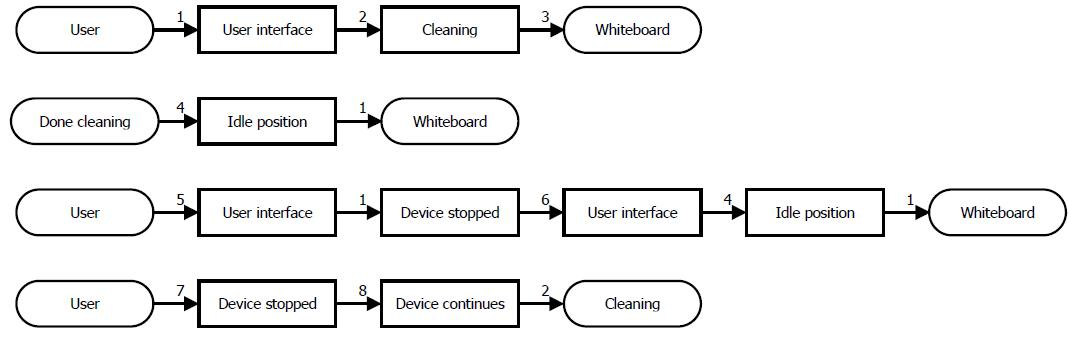 User 1 User interface 2 Cleaning 3 Whiteboard
Done cleaning 4 Idle position 1 Whiteboard
User 5 User interface 1 Device stopped 6 User interface 4 Idle position 1 Whiteboard
User 7 Device stopped 8 Device continues 2 Cleaning